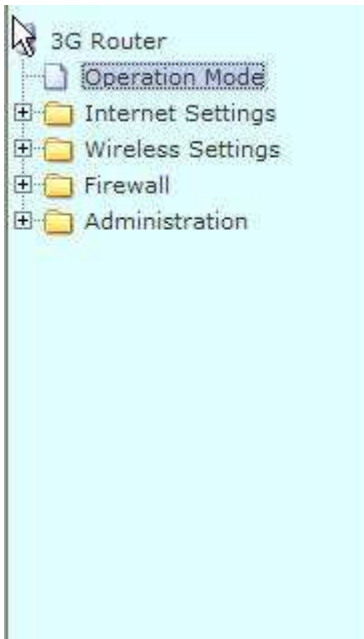 3G Router
Operation Mode
Internet Settings
Wireless Settings
Firewall
Administration